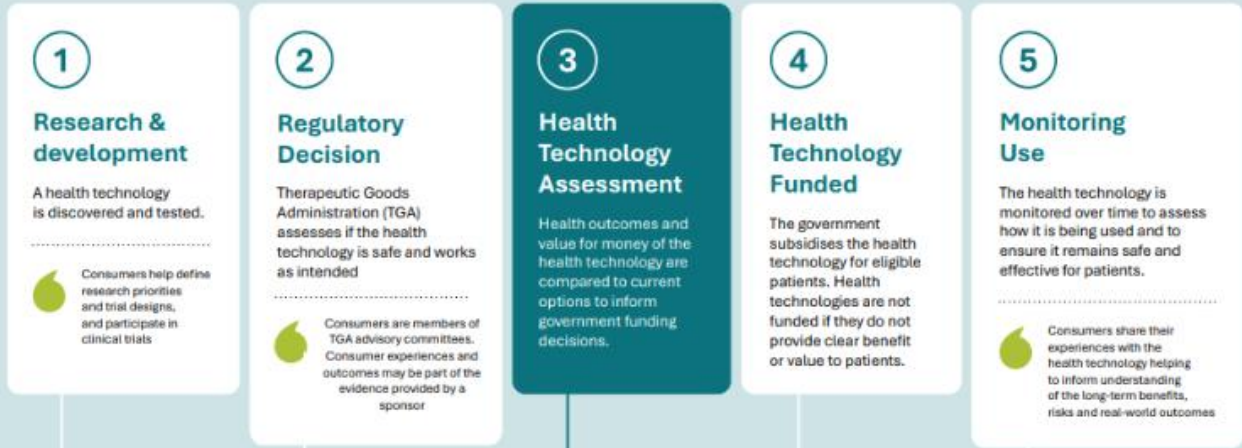 1
Research &
development
A health technology
is discovered and tested.
Consumers help define
research priorities
and trial designs,
and participate in
clinical trials
2
Regulatory
Decision
Therapeutic Goods
Administration (TGA)
assesses if the health
technology is safe and works
as intended
Consumers are members of
TGA advisory committees.
Consumer experiences and
outcomes may be part of the
evidence provided by a
sponsor
3
Health
Technology
Assessment
Health outcomes and
value for money of the
health technology are
compared to current
options to inform
government funding
decisions.
4
Health
Technology
Funded
The government
subsidises the health
technology for eligible
patients. Health
technologies are not
funded if they do not
provide clear benefit
or value to patients.
5
Monitoring
Use
The health technology is
monitored over time to assess
how it is being used and to
ensure it remains safe and
effective for patients.
Consumers share their
experiences with the
health technology helping
to inform understanding
of the long-term benefits,
risks and real-world outcomes